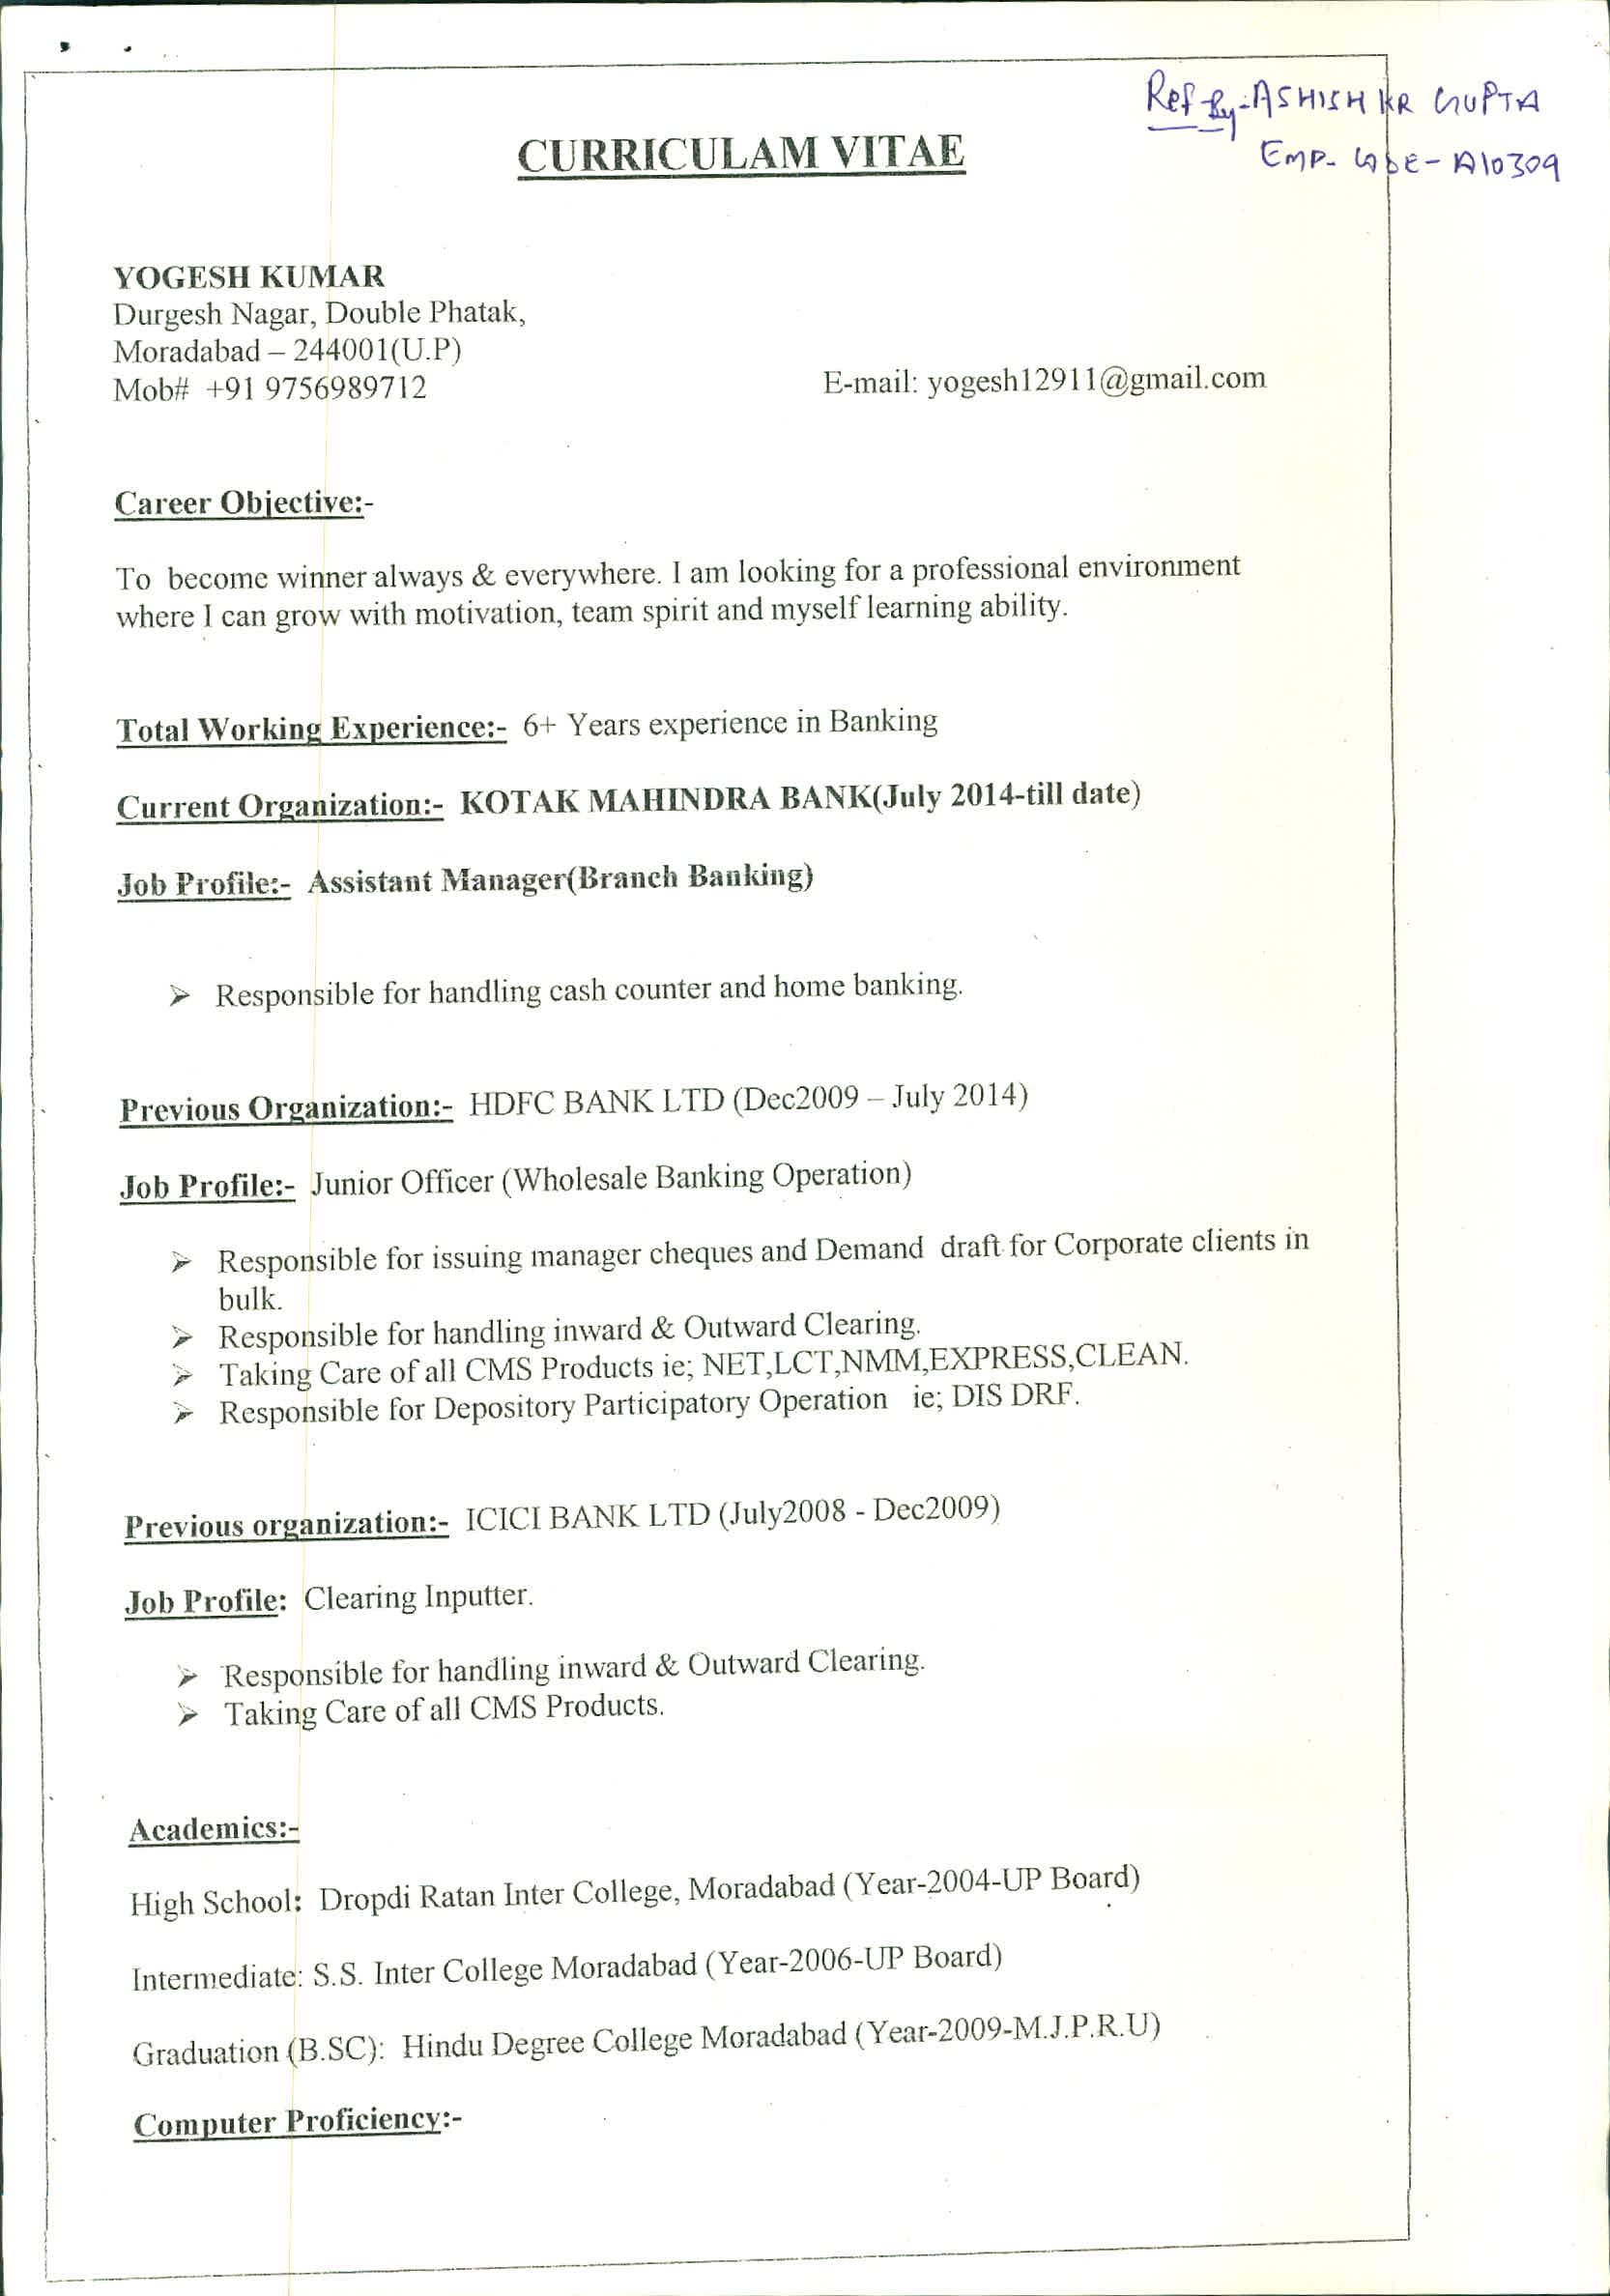 Ref By:- ASHISH KR GUPTA
EMP- CODE- A10309
CURRICULAM VITAE
YOGESH KUMAR
Durgesh Nagar, Double Phatak,
Moradabad – 244001(U.P)
Mob# +91 9756989712
E-mail: yogesh12911@gmail.com
Career Objective:-
To become winner always & everywhere. I am looking for a professional environment
where I can grow with motivation, team spirit and myself learning ability.
Total Working Experience:- 6+ Years experience in Banking
Current Organization:- KOTAK MAHINDRA BANK(July 2014-till date)
Job Profile:- Assistant Manager(Branch Banking)
➢ Responsible for handling cash counter and home banking.
Previous Organization:- HDFC BANK LTD (Dec2009 – July 2014)
Job Profile:- Junior Officer (Wholesale Banking Operation)
➢ Responsible for issuing manager cheques and Demand draft for Corporate clients in
bulk.
➢ Responsible for handling inward & Outward Clearing.
➢ Taking Care of all CMS Products ie; NET,LCT,NMM,EXPRESS,CLEAN.
➢ Responsible for Depository Participatory Operation ie; DIS DRF.
Previous organization:- ICICI BANK LTD (July2008 - Dec2009)
Job Profile: Clearing Inputter.
➢ Responsible for handling inward & Outward Clearing.
➢ Taking Care of all CMS Products.
Academics:-
High School: Dropdi Ratan Inter College, Moradabad (Year-2004-UP Board)
Intermediate: S.S. Inter College Moradabad (Year-2006-UP Board)
Graduation (B.SC): Hindu Degree College Moradabad (Year-2009-M.J.P.R.U)
Computer Proficiency:-